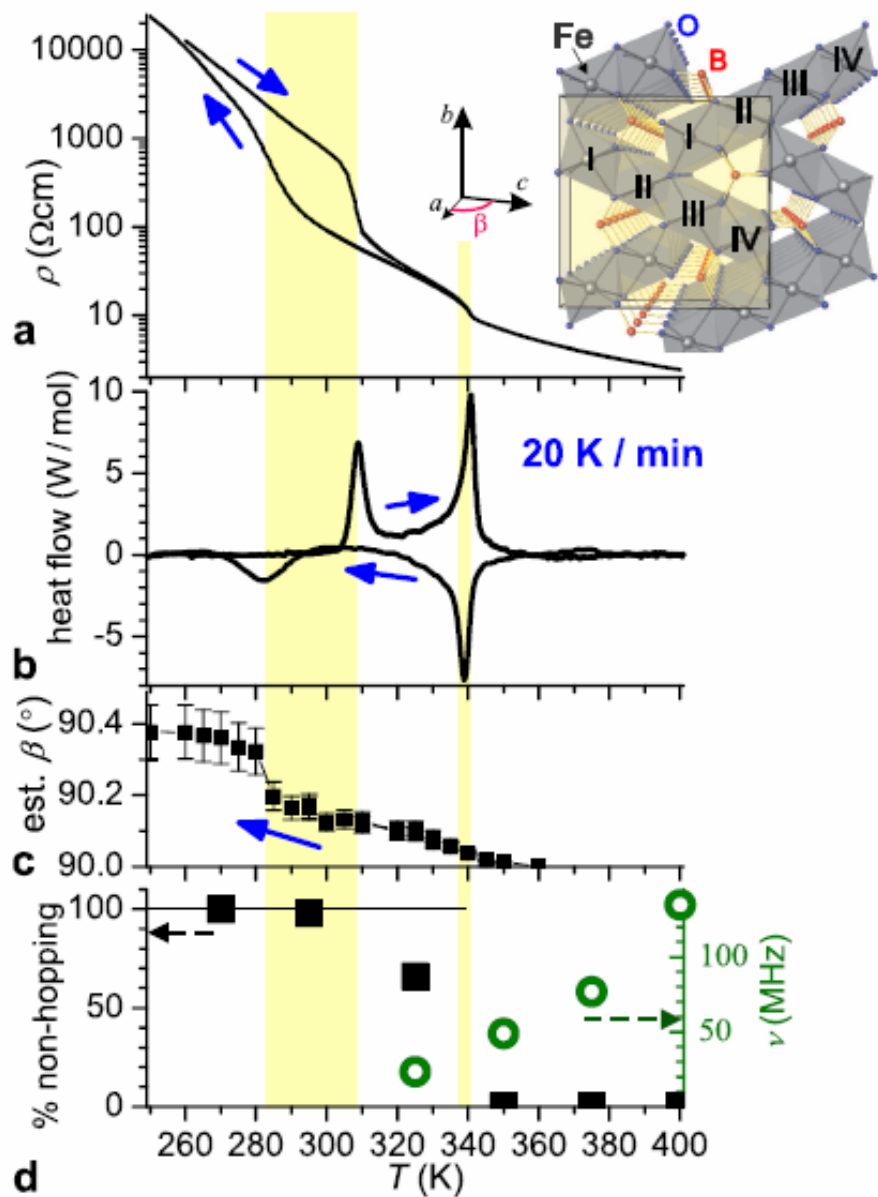 10000
1000
100
10
ρ (Ωcm)
a
Fe
O
B
I
II
III
IV
I
II
III
IV
b
a
c
β
10
5
0
-5
heat flow (W / mol)
20 K / min
b
90.4
90.2
90.0
est. β (°)
c
100
50
0
% non-hopping
100
50
ν (MHz)
260 280 300 320 340 360 380 400
T (K)
d